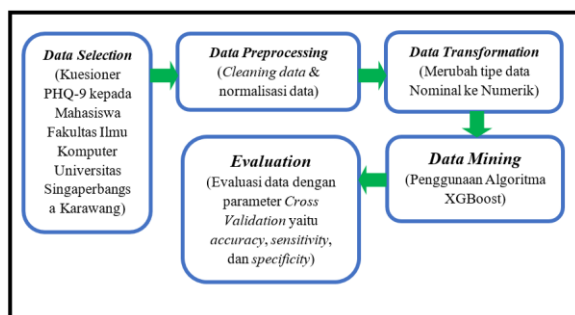 Data Selection
(Kuesioner
PHQ-9 kepada
Mahasiswa
Fakultas Ilmu
Komputer
Universitas
Singaperbangs
a Karawang)
Data Preprocessing
(Cleaning data &
normalisasi data)
Data Transformation
(Merubah tipe data
Nominal ke Numerik)
Data Mining
(Penggunaan Algoritma
XGBoost)
Evaluation
(Evaluasi data dengan
parameter Cross
Validation yaitu
accuracy, sensitivity,
dan specificity)